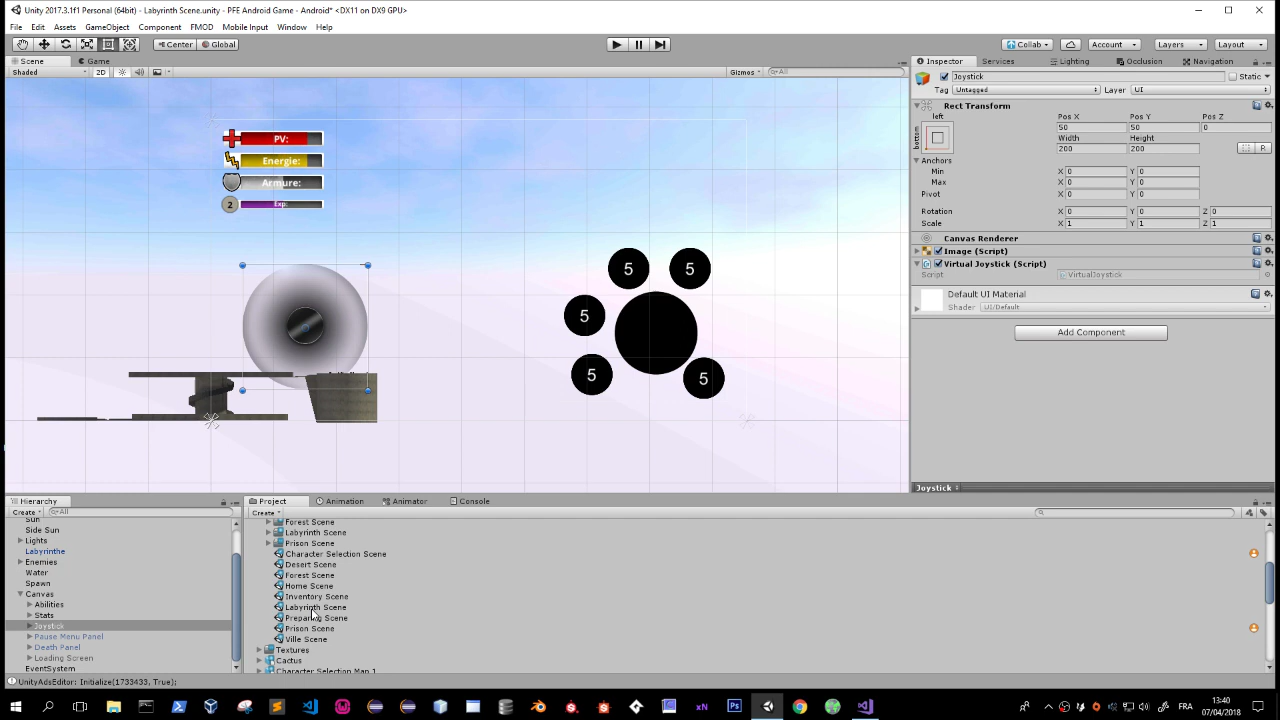 Unity 2017.3.1f1 Personal (64bit) - Labyrinth Scene.unity - PFE Android Game - Android* <DX11 on DX9 GPU>
File Edit Assets GameObject Component FMOD Mobile Input Window Help
Center Global Collab Account Layers Layout
Scene Game
Shaded 2D Gizmos All
PV:
Energie:
Armure:
2 Exp:
5 5
5
5 5
Inspector Services Lighting Occlusion Navigation
Joystick Static
Tag Untagged Layer UI
Rect Transform
left Pos X Pos Y Pos Z
bottom 50 50 0
Width Height
200 200 R
Anchors
Min X 0 Y 0
Max X 0 Y 0
Pivot X 0 Y 0
Rotation X 0 Y 0 Z 0
Scale X 1 Y 1 Z 1
Canvas Renderer
Image (Script)
Virtual Joystick (Script)
Script VirtualJoystick
Default UI Material
Shader UI/Default
Add Component
Joystick
Hierarchy
Create All
Sun
Side Sun
Lights
Labyrinthe
Enemies
Water
Spawn
Canvas
Abilities
Stats
Joystick
Pause Menu Panel
Death Panel
Loading Screen
EventSystem
Project Animation Animator Console
Create
Forest Scene
Labyrinth Scene
Prison Scene
Character Selection Scene
Desert Scene
Forest Scene
Home Scene
Inventory Scene
Labyrinth Scene
Scene
Prison Scene
Ville Scene
Textures
Cactus
Character Selection Map 1
UnityAdsEditor: Initialize(1733433, True);
13:40
FRA
07/04/2018